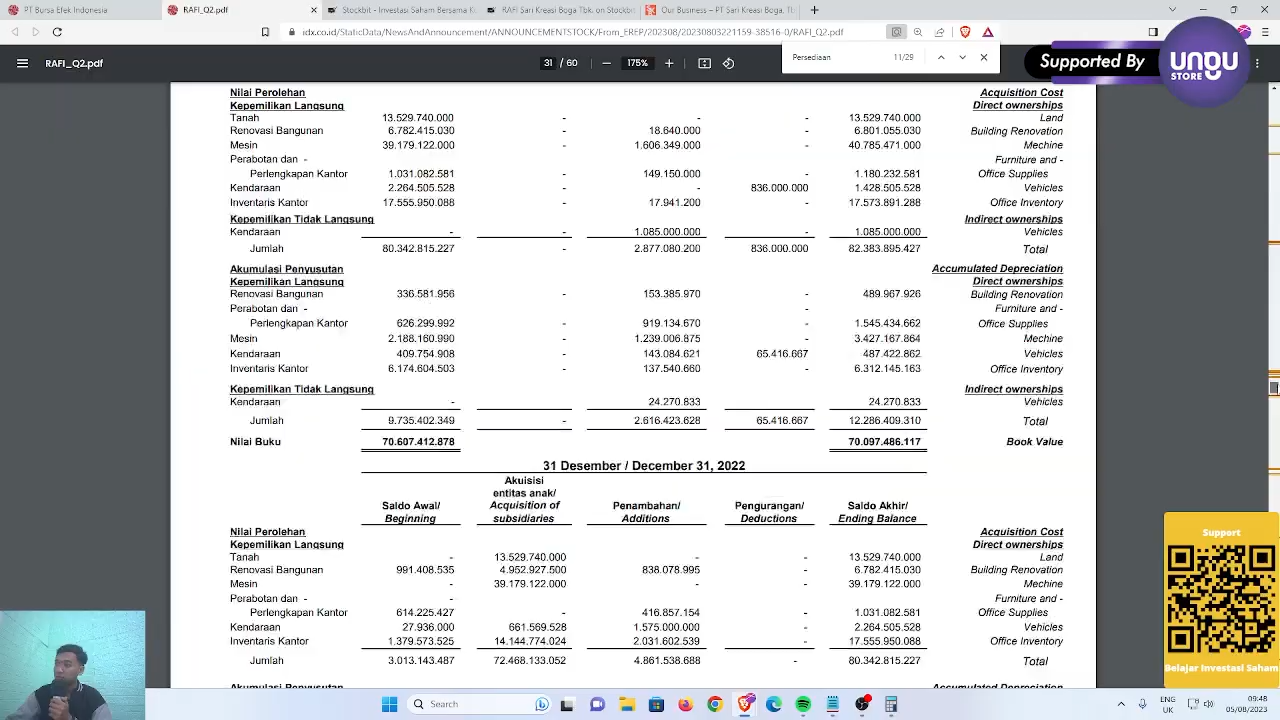 PT Bursa Efek Indonesia
RAFI_Q2.pdf
Stockbit - Investasi Saham Bersama K
RAFI Sari Kreasi Boga Tbk. on Stockbi
Our Business – PT Sari Kreasi Boga, Tb
idx.co.id/StaticData/NewsAndAnnouncement/ANNOUNCEMENTSTOCK/From_EREP/202308/20230803221159-38516-0/RAFI_Q2.pdf
RAFI_Q2.pdf
31 / 60
175%
Persediaan 11/29
Supported By
UNGU
STORE
Nilai Perolehan Acquisition Cost
Kepemilikan Langsung Direct ownerships
Tanah 13.529.740.000 - - - 13.529.740.000 Land
Renovasi Bangunan 6.782.415.030 - 18.640.000 - 6.801.055.030 Building Renovation
Mesin 39.179.122.000 - 1.606.349.000 - 40.785.471.000 Mechine
Perabotan dan - Furniture and -
Perlengkapan Kantor 1.031.082.581 - 149.150.000 - 1.180.232.581 Office Supplies
Kendaraan 2.264.505.528 - - 836.000.000 1.428.505.528 Vehicles
Inventaris Kantor 17.555.950.088 - 17.941.200 - 17.573.891.288 Office Inventory
Kepemilikan Tidak Langsung Indirect ownerships
Kendaraan - - 1.085.000.000 - 1.085.000.000 Vehicles
Jumlah 80.342.815.227 - 2.877.080.200 836.000.000 82.383.895.427 Total
Akumulasi Penyusutan Accumulated Depreciation
Kepemilikan Langsung Direct ownerships
Renovasi Bangunan 336.581.956 - 153.385.970 - 489.967.926 Building Renovation
Perabotan dan - - Furniture and -
Perlengkapan Kantor 626.299.992 - 919.134.670 - 1.545.434.662 Office Supplies
Mesin 2.188.160.990 - 1.239.006.875 - 3.427.167.864 Mechine
Kendaraan 409.754.908 - 143.084.621 65.416.667 487.422.862 Vehicles
Inventaris Kantor 6.174.604.503 - 137.540.660 - 6.312.145.163 Office Inventory
Kepemilikan Tidak Langsung Indirect ownerships
Kendaraan - 24.270.833 24.270.833 Vehicles
Jumlah 9.735.402.349 - 2.616.423.628 65.416.667 12.286.409.310 Total
Nilai Buku 70.607.412.878 70.097.486.117 Book Value
31 Desember / December 31, 2022
Akuisisi
entitas anak/
Saldo Awal/ Acquisition of Penambahan/ Pengurangan/ Saldo Akhir/
Beginning subsidiaries Additions Deductions Ending Balance
Nilai Perolehan Acquisition Cost
Kepemilikan Langsung Direct ownerships
Tanah - 13.529.740.000 - - 13.529.740.000 Land
Renovasi Bangunan 991.408.535 4.952.927.500 838.078.995 - 6.782.415.030 Building Renovation
Mesin - 39.179.122.000 - - 39.179.122.000 Mechine
Perabotan dan - - - Furniture and -
Perlengkapan Kantor 614.225.427 - 416.857.154 - 1.031.082.581 Office Supplies
Kendaraan 27.936.000 661.569.528 1.575.000.000 - 2.264.505.528 Vehicles
Inventaris Kantor 1.379.573.525 14.144.774.024 2.031.602.539 - 17.555.950.088 Office Inventory
Jumlah 3.013.143.487 72.468.133.052 4.861.538.688 - 80.342.815.227 Total
Akumulasi Penyusutan Accumulated Depreciation
Support
Belajar Investasi Saham
Search
ENG
UK
09:48
05/08/2023